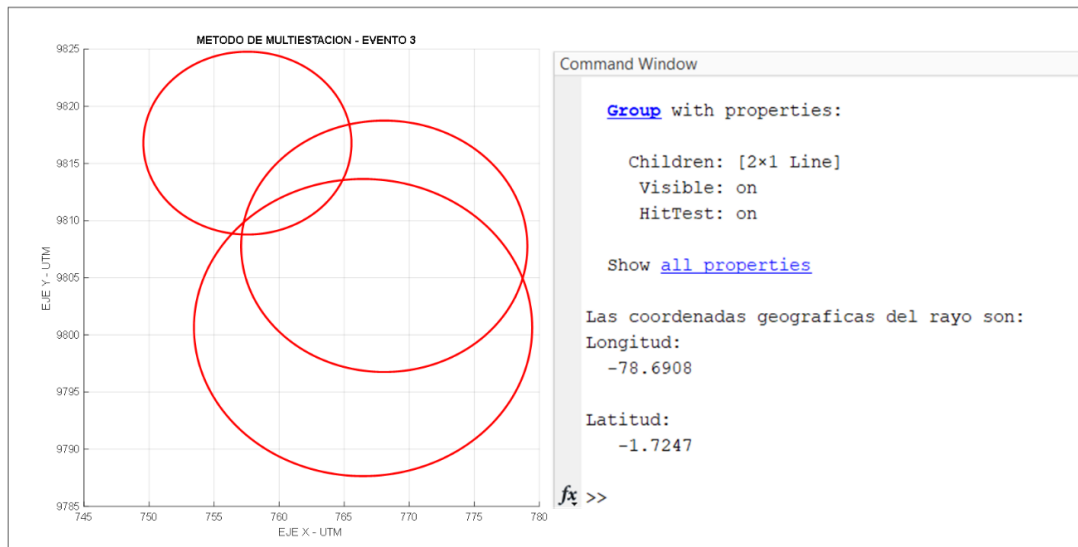 METODO DE MULTIESTACION - EVENTO 3
9825
9820
9815
9810
9805
9800
9795
9790
9785
745 750 755 760 765 770 775 780
EJE Y - UTM
EJE X - UTM
Command Window
Group with properties:
Children: [2×1 Line]
Visible: on
HitTest: on
Show all properties
Las coordenadas geograficas del rayo son:
Longitud:
-78.6908
Latitud:
-1.7247
fx >>